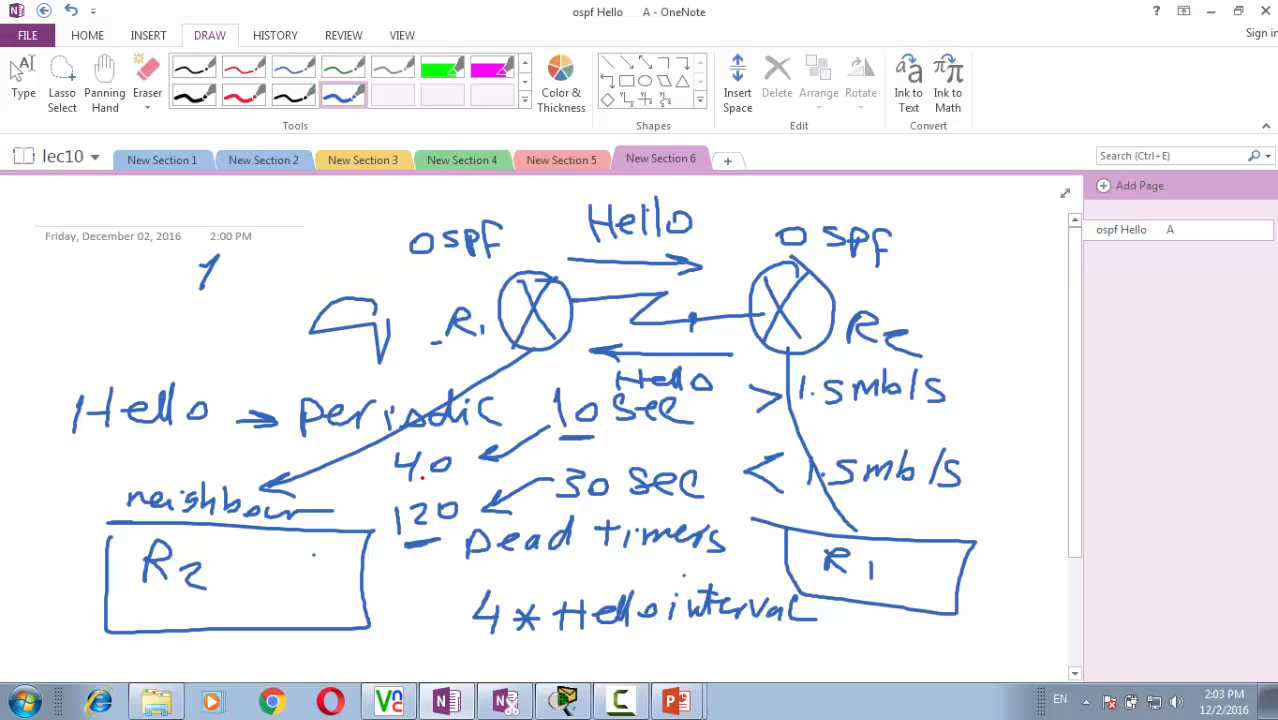 ospf Hello A - OneNote
Sign in
FILE HOME INSERT DRAW HISTORY REVIEW VIEW
Type Lasso Select Panning Hand Eraser Color & Thickness Insert Space Delete Arrange Rotate Ink to Text Ink to Math
Tools Shapes Edit Convert
lec10 New Section 1 New Section 2 New Section 3 New Section 4 New Section 5 New Section 6
Search (Ctrl+E)
Add Page
ospf Hello A
Friday, December 02, 2016 2:00 PM
1
ospf Hello ospf
R1 R2
Hello
Hello → periodic 10 sec > 1.5mb/s
40
30 sec < 1.5mb/s
neighbour 120
Dead timers
R2 R1
4 * Hello interval
EN 2:03 PM
12/2/2016